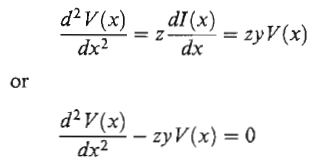 d²V(x)/dx² = z dI(x)/dx = zyV(x)
or
d²V(x)/dx² − zyV(x) = 0